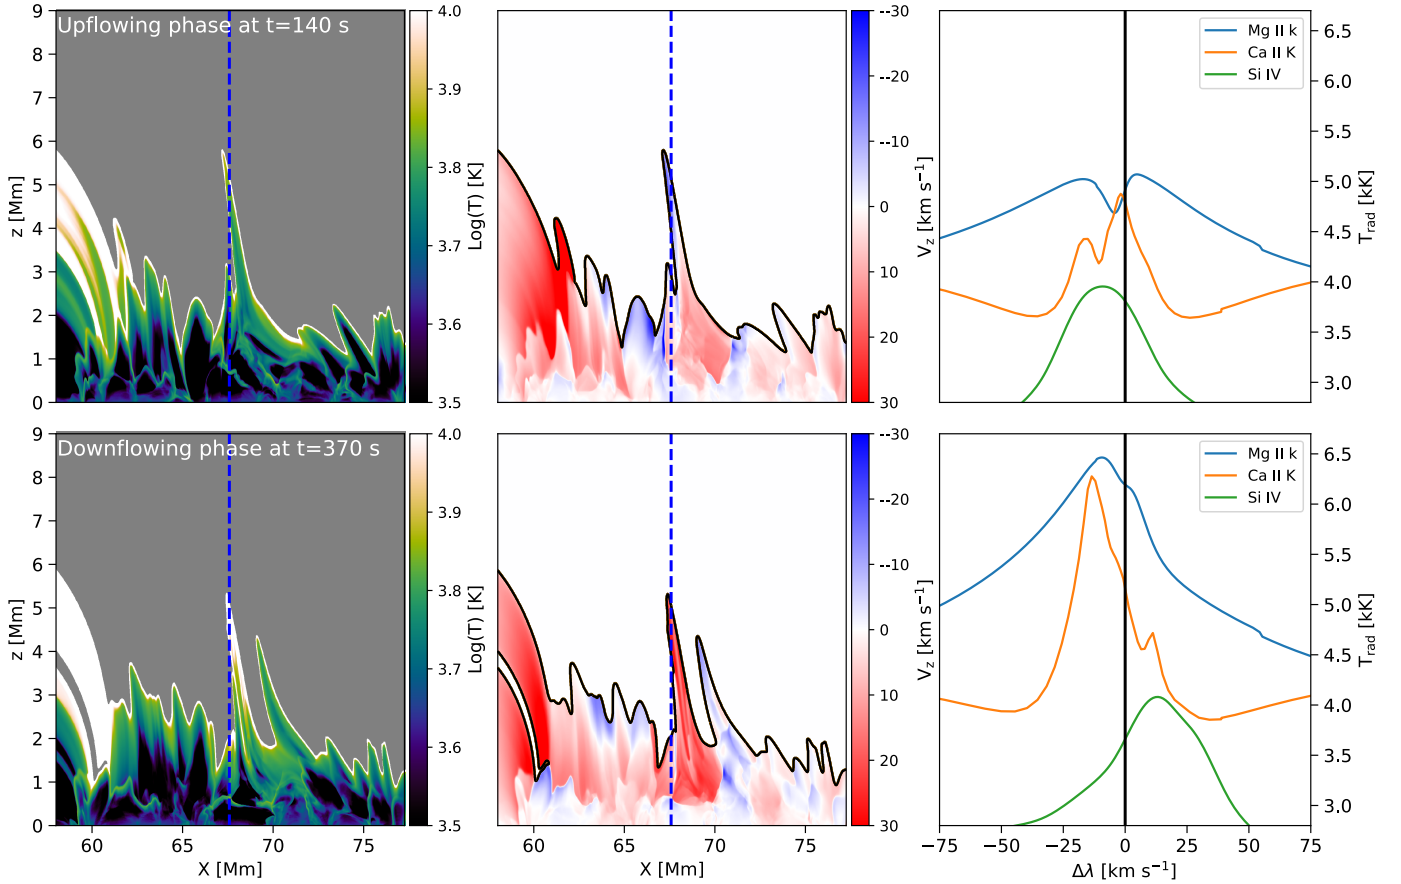 Upflowing phase at t=140 s
z [Mm]
9
8
7
6
5
4
3
2
1
0
4.0
3.9
3.8
3.7
3.6
3.5
Log(T) [K]
--30
--20
--10
0
10
20
30
V_z [km s⁻¹]
Mg II k
Ca II K
Si IV
6.5
6.0
5.5
5.0
4.5
4.0
3.5
3.0
T_rad [kK]
Downflowing phase at t=370 s
z [Mm]
9
8
7
6
5
4
3
2
1
0
60 65 70 75
X [Mm]
4.0
3.9
3.8
3.7
3.6
3.5
Log(T) [K]
60 65 70 75
X [Mm]
--30
--20
--10
0
10
20
30
V_z [km s⁻¹]
Mg II k
Ca II K
Si IV
6.5
6.0
5.5
5.0
4.5
4.0
3.5
3.0
T_rad [kK]
−75 −50 −25 0 25 50 75
Δλ [km s⁻¹]